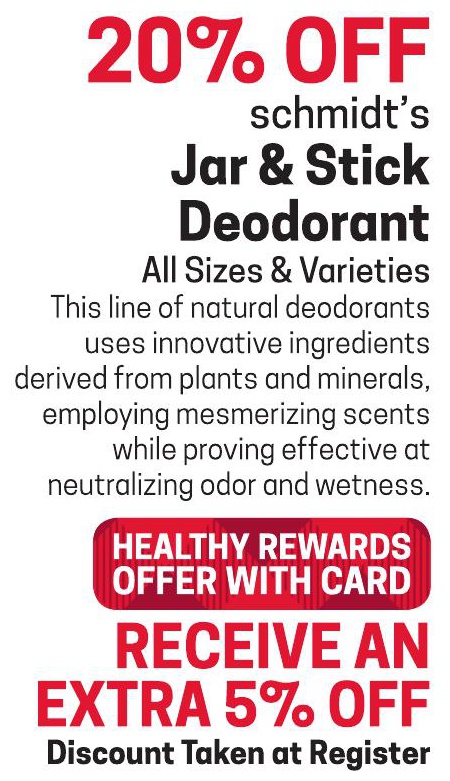 20% OFF
schmidt's
Jar & Stick
Deodorant
All Sizes & Varieties
This line of natural deodorants
uses innovative ingredients
derived from plants and minerals,
employing mesmerizing scents
while proving effective at
neutralizing odor and wetness.
HEALTHY REWARDS
OFFER WITH CARD
RECEIVE AN
EXTRA 5% OFF
Discount Taken at Register